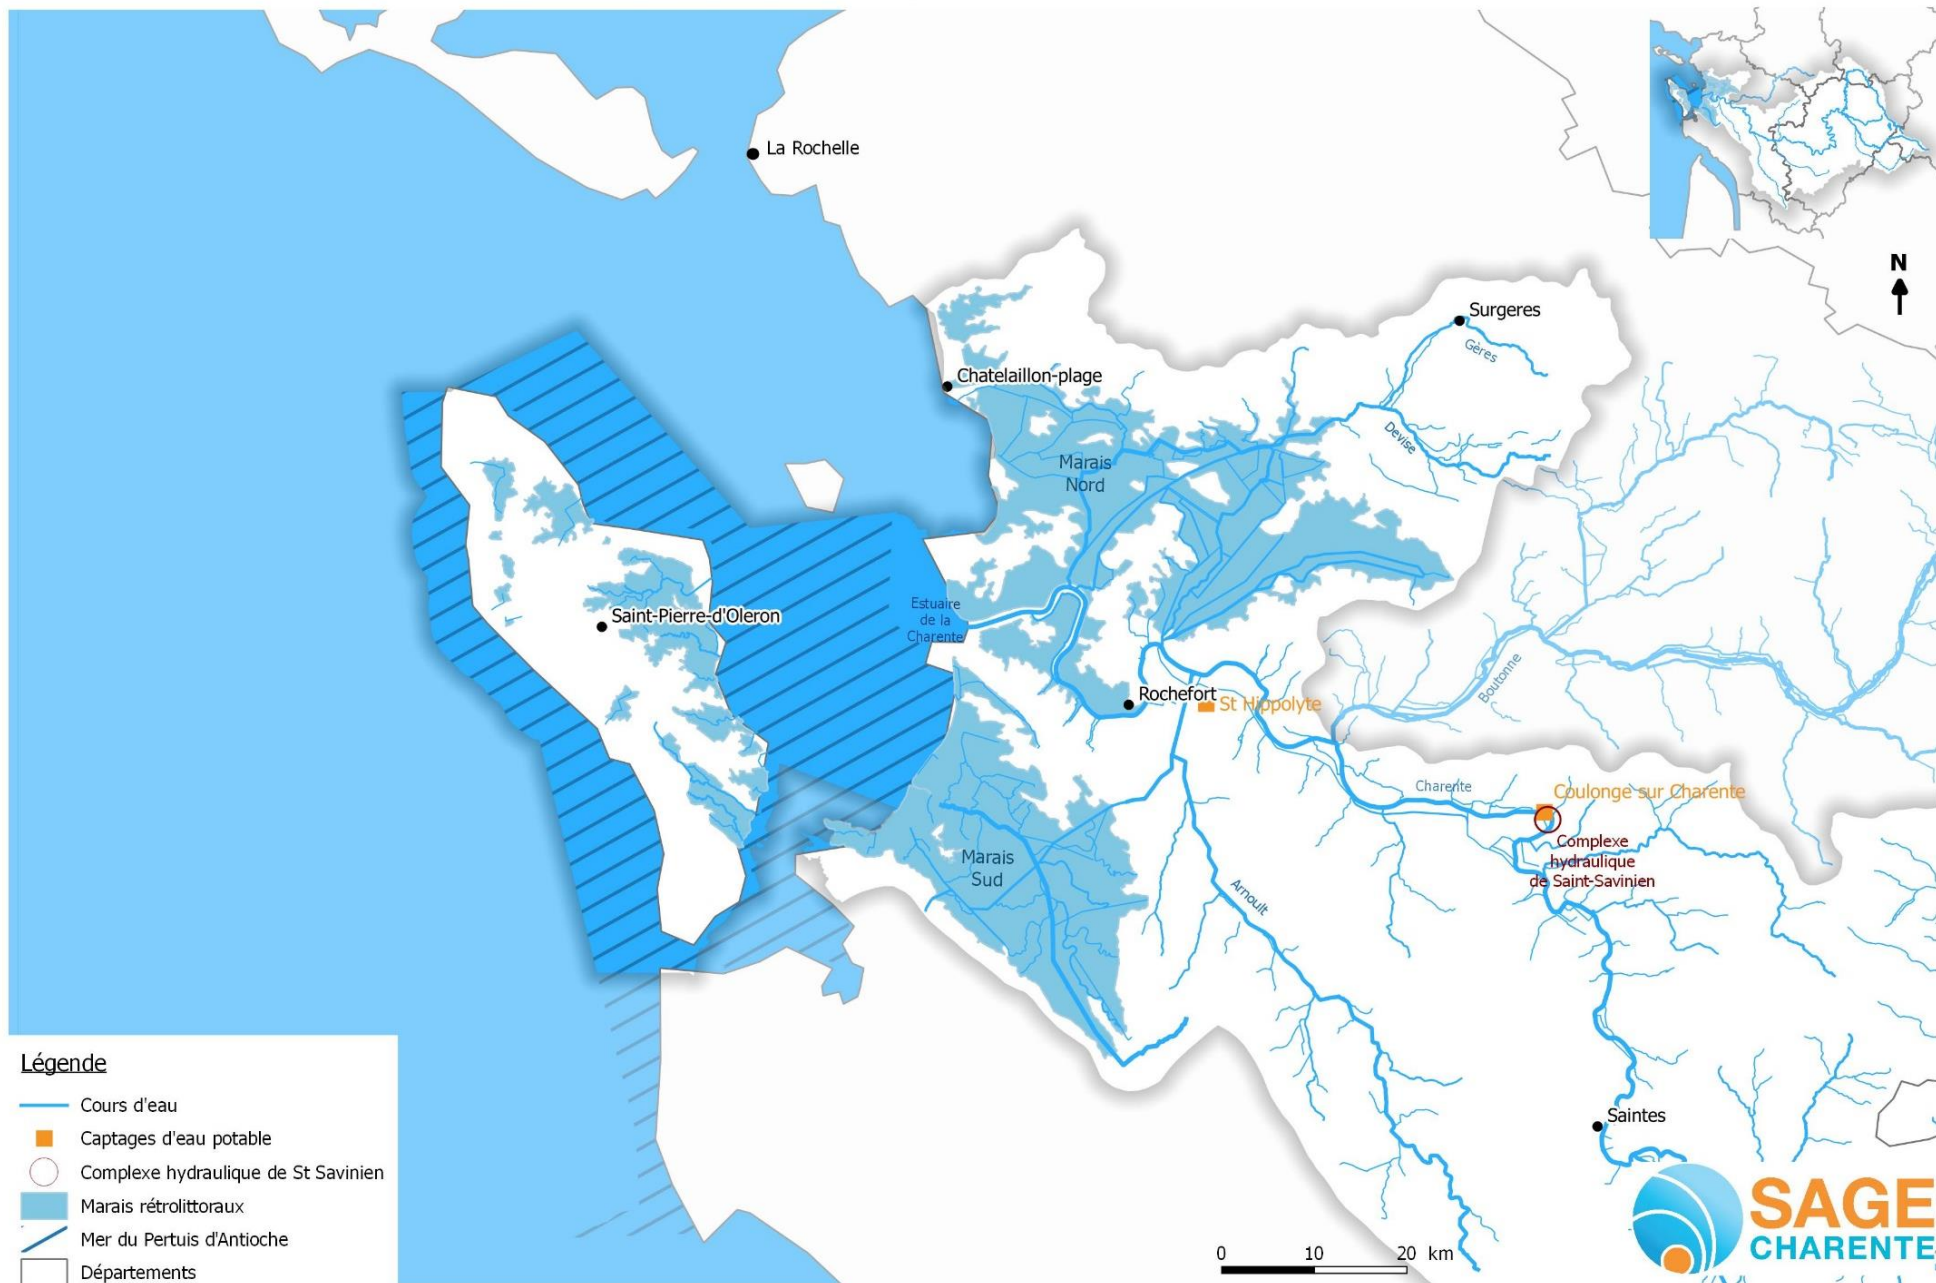 La Rochelle
N
Surgeres
Gères
Chatelaillon-plage
Devise
Marais
Nord
Estuaire
de la
Charente
Saint-Pierre-d'Oleron
Boutonne
Rochefort
St Hippolyte
Charente
Coulonge sur Charente
Complexe
hydraulique
de Saint-Savinien
Marais
Sud
Arnoult
Saintes
Légende
Cours d'eau
Captages d'eau potable
Complexe hydraulique de St Savinien
Marais rétrolittoraux
Mer du Pertuis d'Antioche
Départements
0 10 20 km
SAGE
CHARENTE